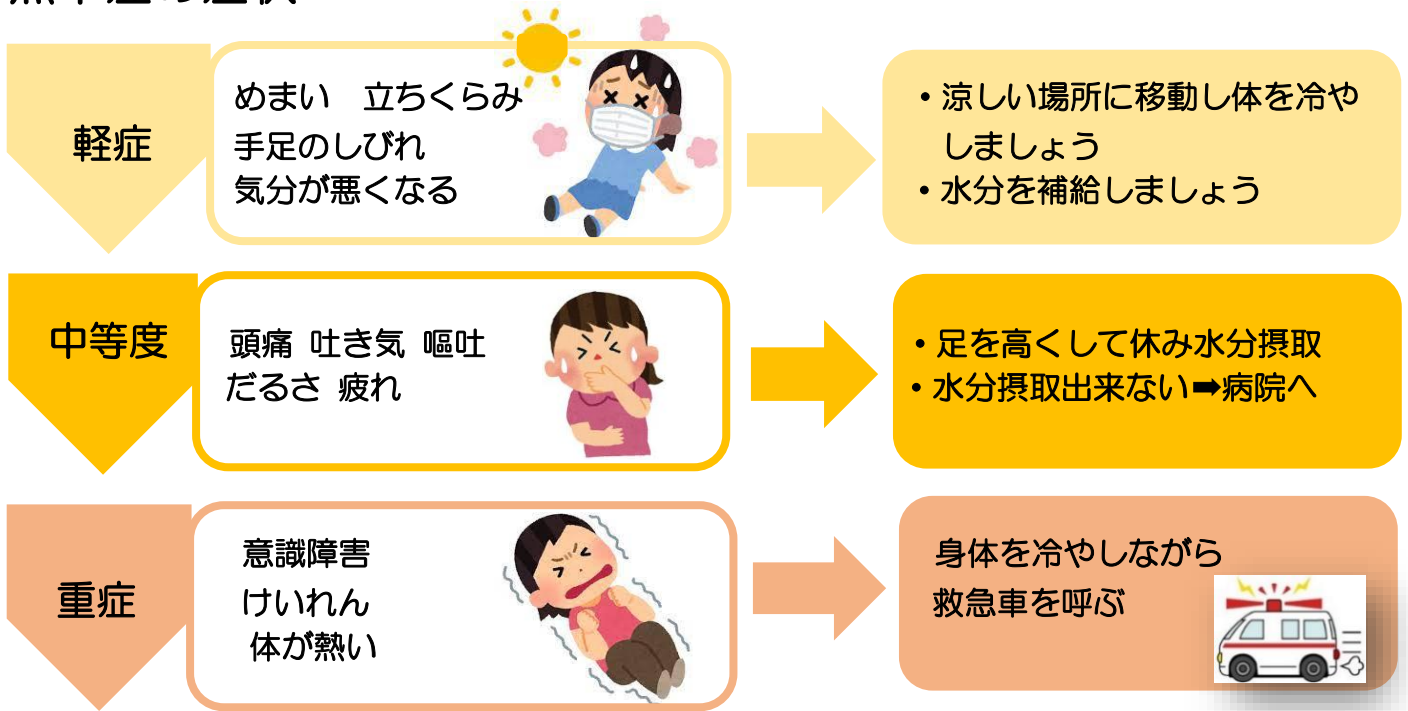 軽症
めまい　立ちくらみ
手足のしびれ
気分が悪くなる
・涼しい場所に移動し体を冷や
しましょう
・水分を補給しましょう
中等度
頭痛 吐き気 嘔吐
だるさ 疲れ
・足を高くして休み水分摂取
・水分摂取出来ない➡病院へ
重症
意識障害
けいれん
体が熱い
身体を冷やしながら
救急車を呼ぶ